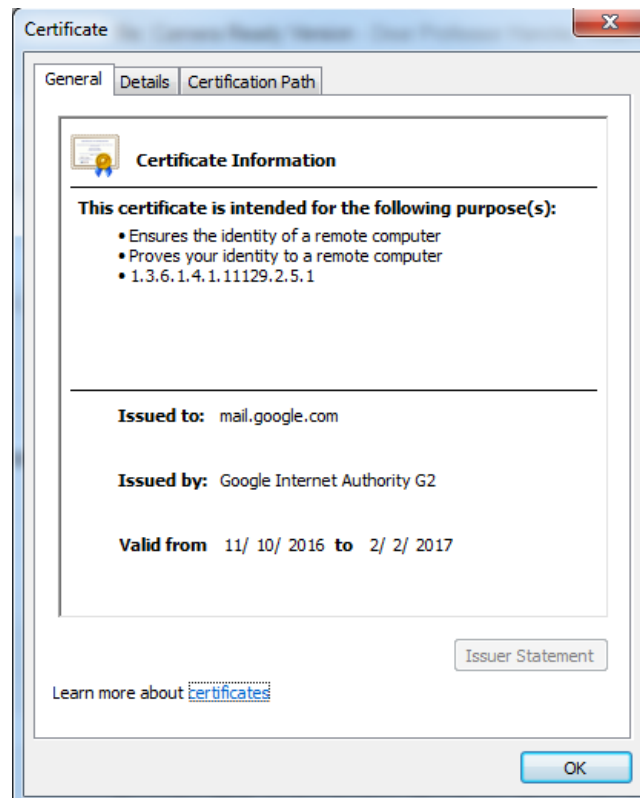 Certificate
General Details Certification Path
Certificate Information
This certificate is intended for the following purpose(s):
• Ensures the identity of a remote computer
• Proves your identity to a remote computer
• 1.3.6.1.4.1.11129.2.5.1
Issued to: mail.google.com
Issued by: Google Internet Authority G2
Valid from 11/ 10/ 2016 to 2/ 2/ 2017
Issuer Statement
Learn more about certificates
OK